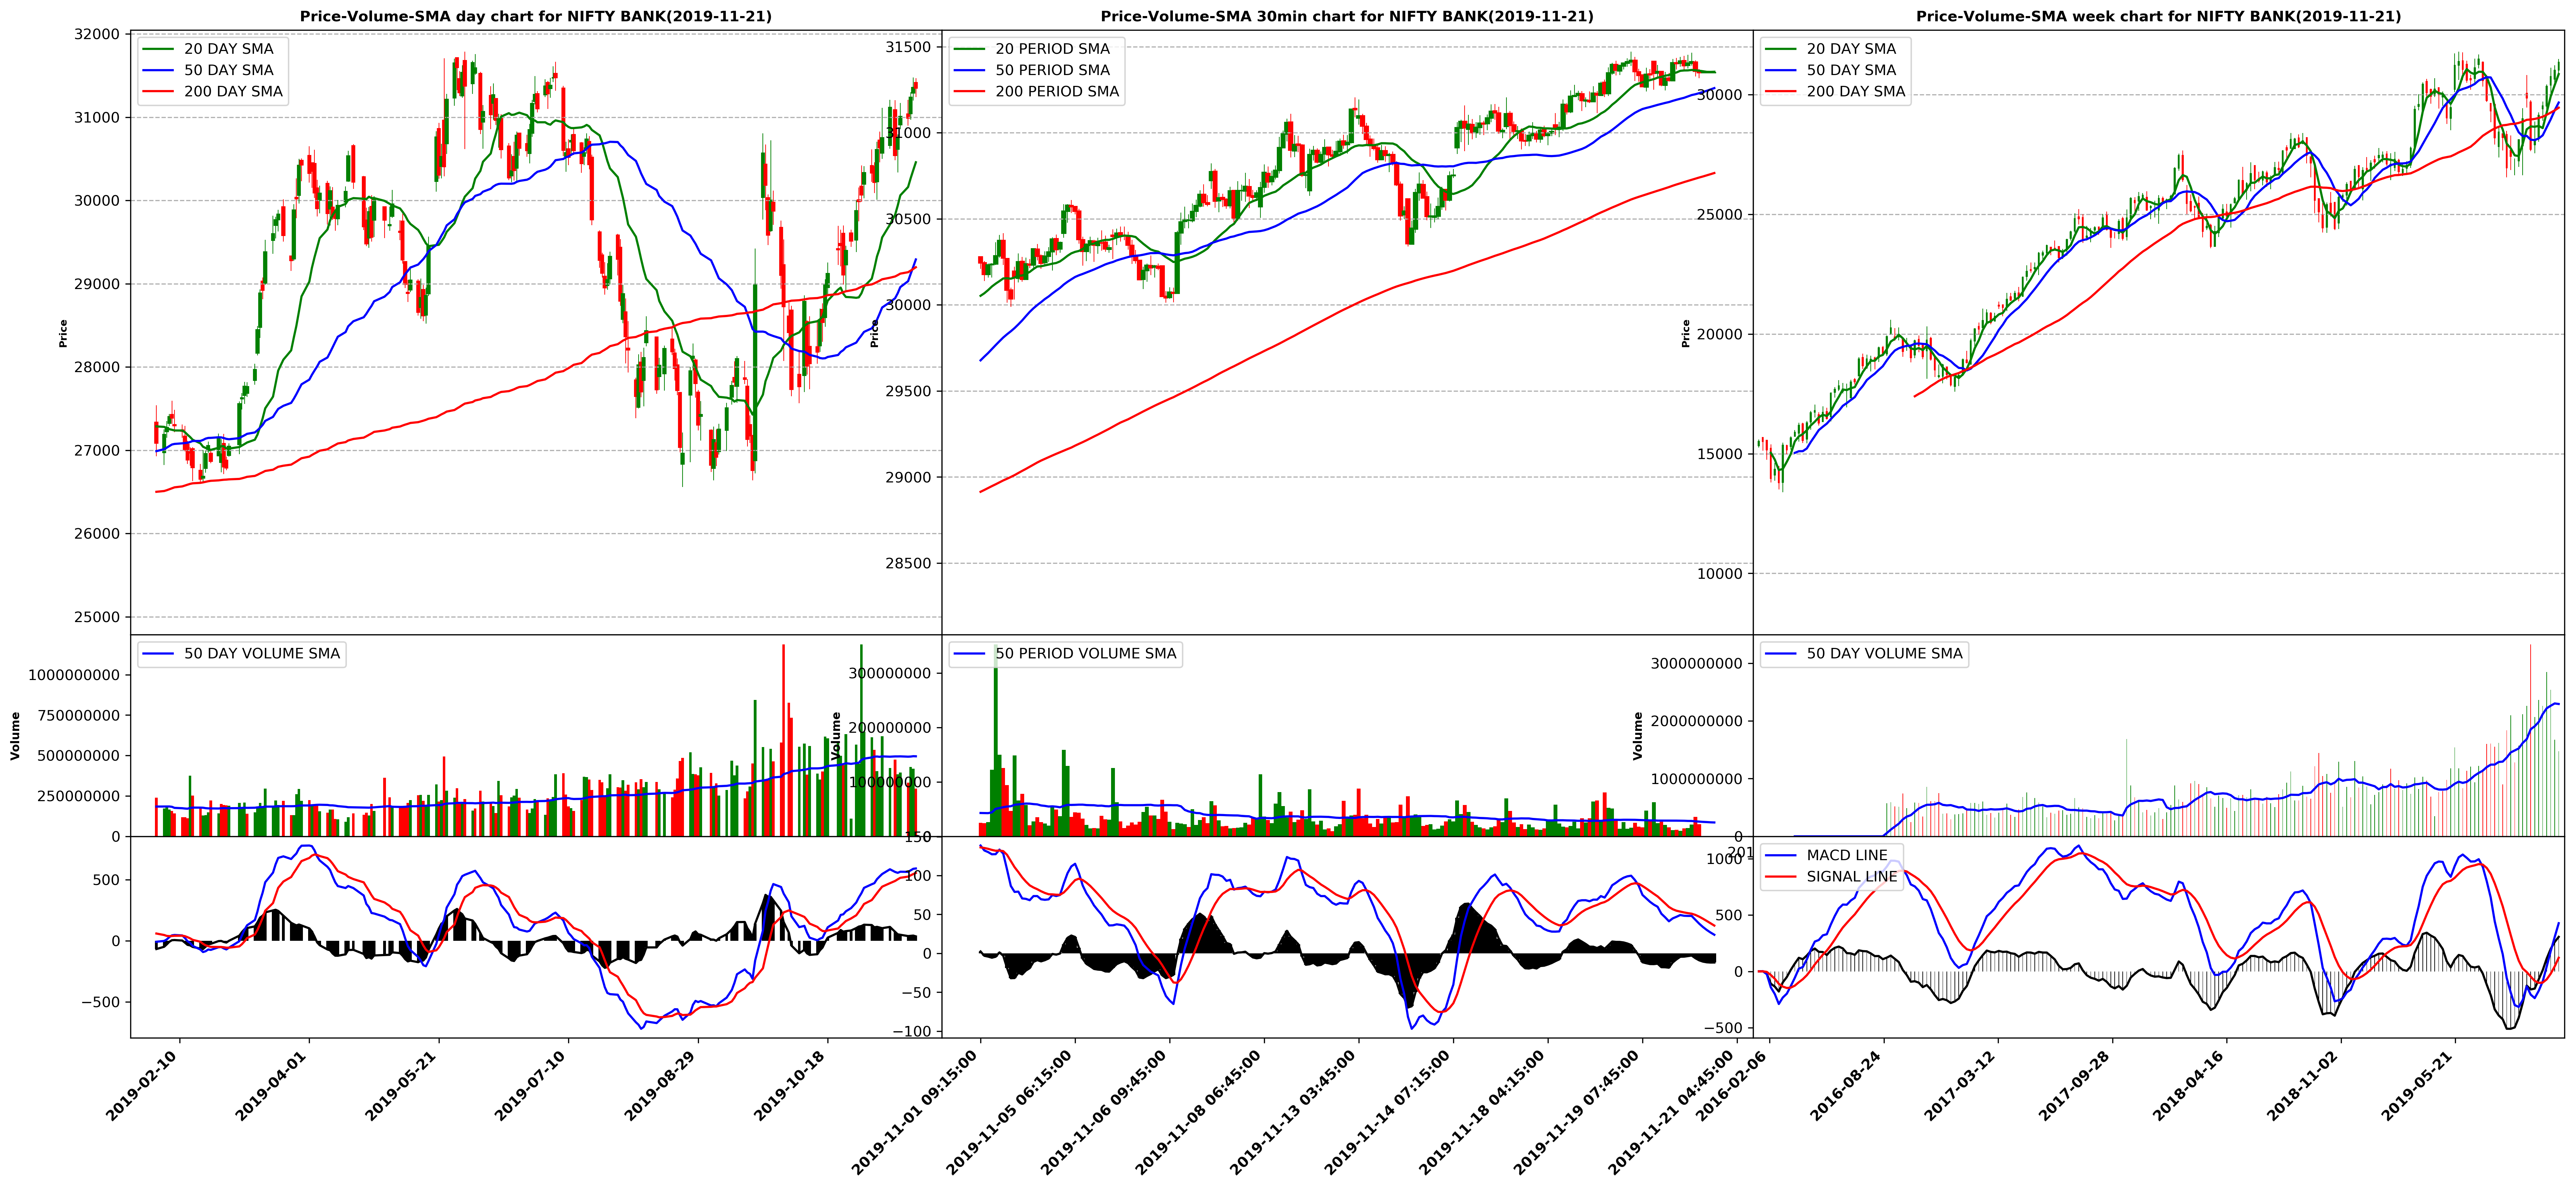 Price-Volume-SMA day chart for NIFTY BANK(2019-11-21)
20 DAY SMA
50 DAY SMA
200 DAY SMA
32000
31000
30000
29000
28000
27000
26000
25000
Price
50 DAY VOLUME SMA
1000000000
750000000
500000000
250000000
0
Volume
500
0
−500
2019-02-10
2019-04-01
2019-05-21
2019-07-10
2019-08-29
2019-10-18
Price-Volume-SMA 30min chart for NIFTY BANK(2019-11-21)
20 PERIOD SMA
50 PERIOD SMA
200 PERIOD SMA
31500
31000
30500
30000
29500
29000
28500
Price
50 PERIOD VOLUME SMA
300000000
200000000
100000000
Volume
150
100
50
0
−50
−100
2019-11-01 09:15:00
2019-11-05 06:15:00
2019-11-06 09:45:00
2019-11-08 06:45:00
2019-11-13 03:45:00
2019-11-14 07:15:00
2019-11-18 04:15:00
2019-11-19 07:45:00
2019-11-21 04:45:00
Price-Volume-SMA week chart for NIFTY BANK(2019-11-21)
20 DAY SMA
50 DAY SMA
200 DAY SMA
30000
25000
20000
15000
10000
Price
50 DAY VOLUME SMA
3000000000
2000000000
1000000000
0
Volume
MACD LINE
SIGNAL LINE
201
1000
500
0
−500
2016-02-06
2016-08-24
2017-03-12
2017-09-28
2018-04-16
2018-11-02
2019-05-21